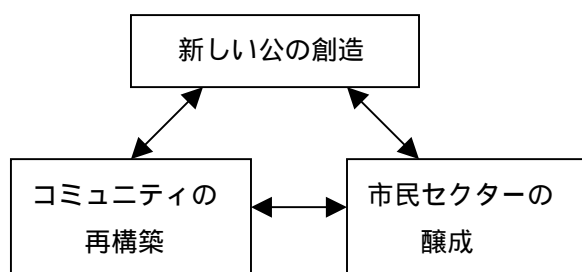 新しい公の創造
コミュニティの
再構築
市民セクターの
醸成